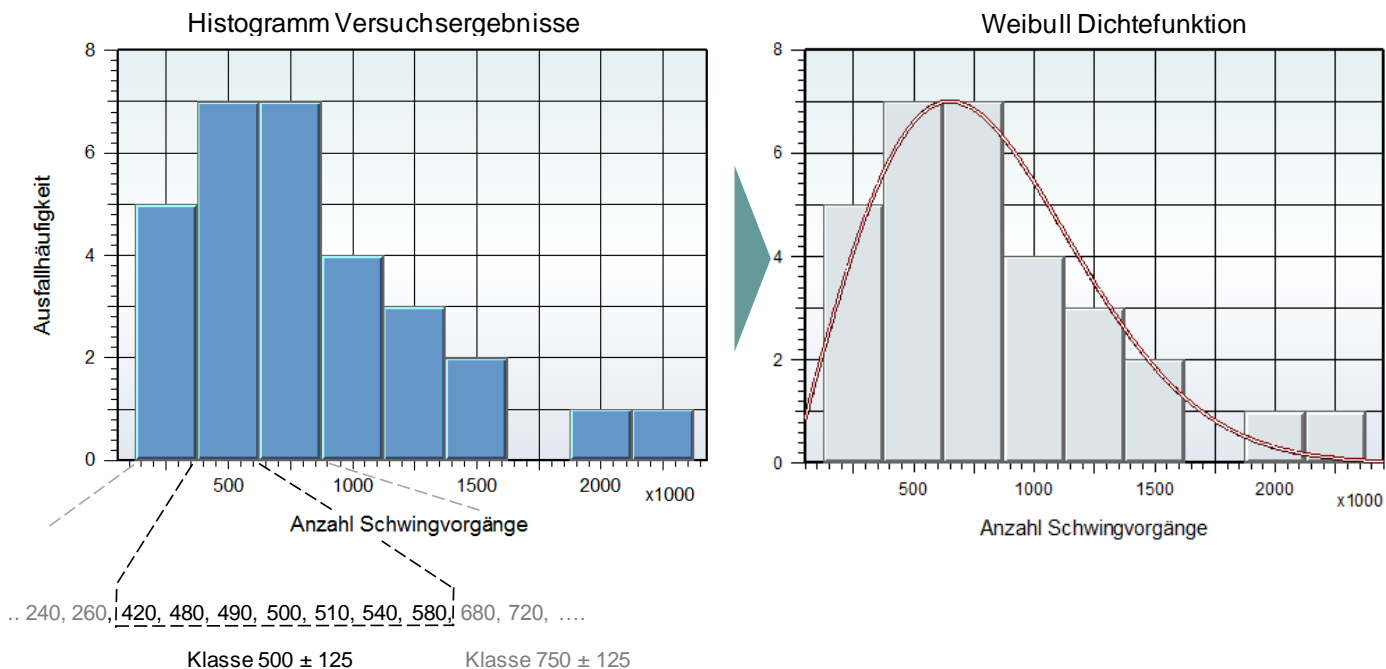 Histogramm Versuchsergebnisse
8
6
4
2
0
Ausfallhäufigkeit
500
1000
1500
2000
x1000
Anzahl Schwingvorgänge
.. 240, 260, 420, 480, 490, 500, 510, 540, 580, 680, 720, ....
Klasse 500 ± 125
Klasse 750 ± 125
Weibull Dichtefunktion
8
6
4
2
0
500
1000
1500
2000
x1000
Anzahl Schwingvorgänge